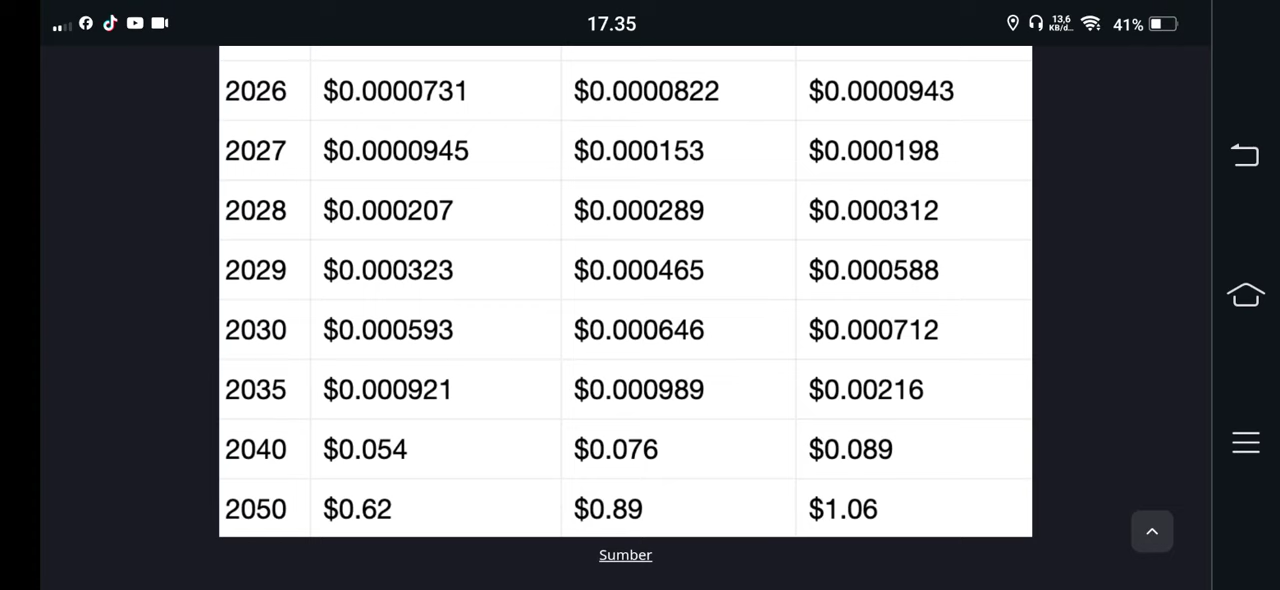 17.35 13,6 KB/d... 41%
2026 $0.0000731 $0.0000822 $0.0000943
2027 $0.0000945 $0.000153 $0.000198
2028 $0.000207 $0.000289 $0.000312
2029 $0.000323 $0.000465 $0.000588
2030 $0.000593 $0.000646 $0.000712
2035 $0.000921 $0.000989 $0.00216
2040 $0.054 $0.076 $0.089
2050 $0.62 $0.89 $1.06
Sumber